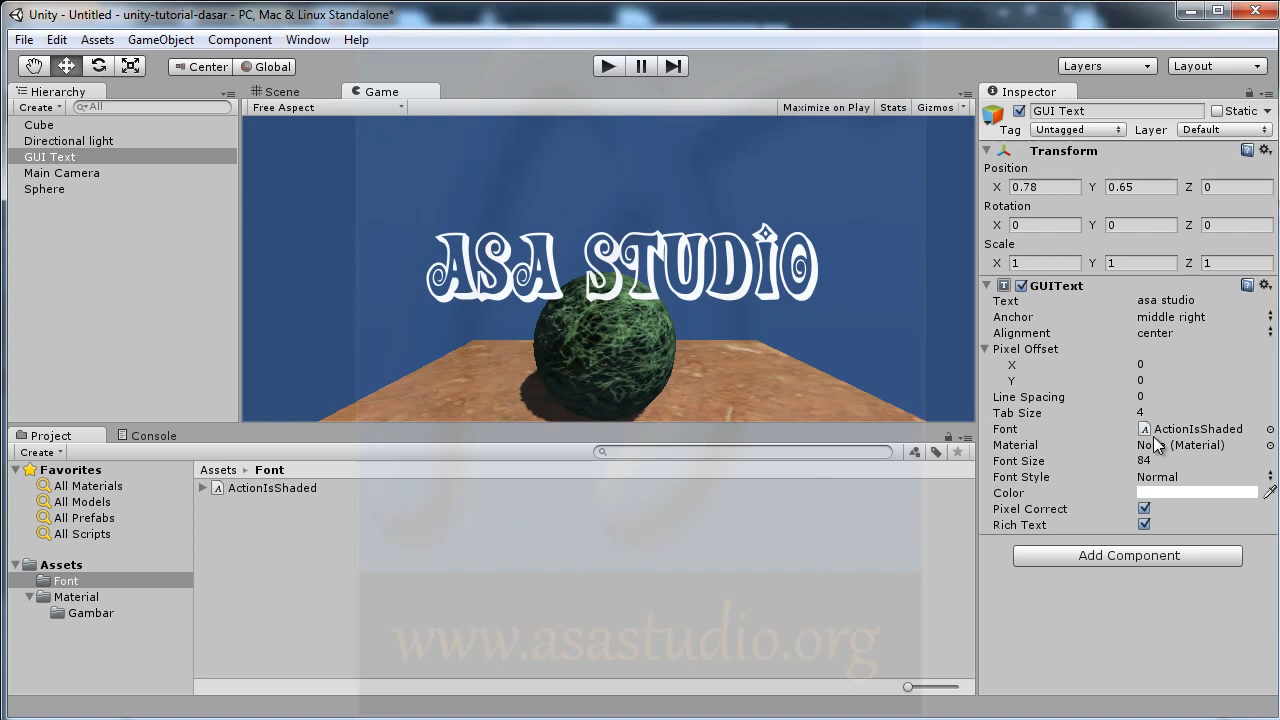 Unity - Untitled - unity-tutorial-dasar - PC, Mac & Linux Standalone*
File Edit Assets GameObject Component Window Help
Center Global Layers Layout
Hierarchy
Create All
Cube
Directional light
GUI Text
Main Camera
Sphere
Scene Game
Free Aspect Maximize on Play Stats Gizmos
ASA STUDiO
Inspector
GUI Text Static
Tag Untagged Layer Default
Transform
Position
X 0.78 Y 0.65 Z 0
Rotation
X 0 Y 0 Z 0
Scale
X 1 Y 1 Z 1
GUIText
Text asa studio
Anchor middle right
Alignment center
Pixel Offset
X 0
Y 0
Line Spacing 0
Tab Size 4
Font ActionIsShaded
Material None (Material)
Font Size 84
Font Style Normal
Color
Pixel Correct
Rich Text
Add Component
Project Console
Create
Favorites
All Materials
All Models
All Prefabs
All Scripts
Assets
Font
Material
Gambar
Assets Font
ActionIsShaded
www.asastudio.org